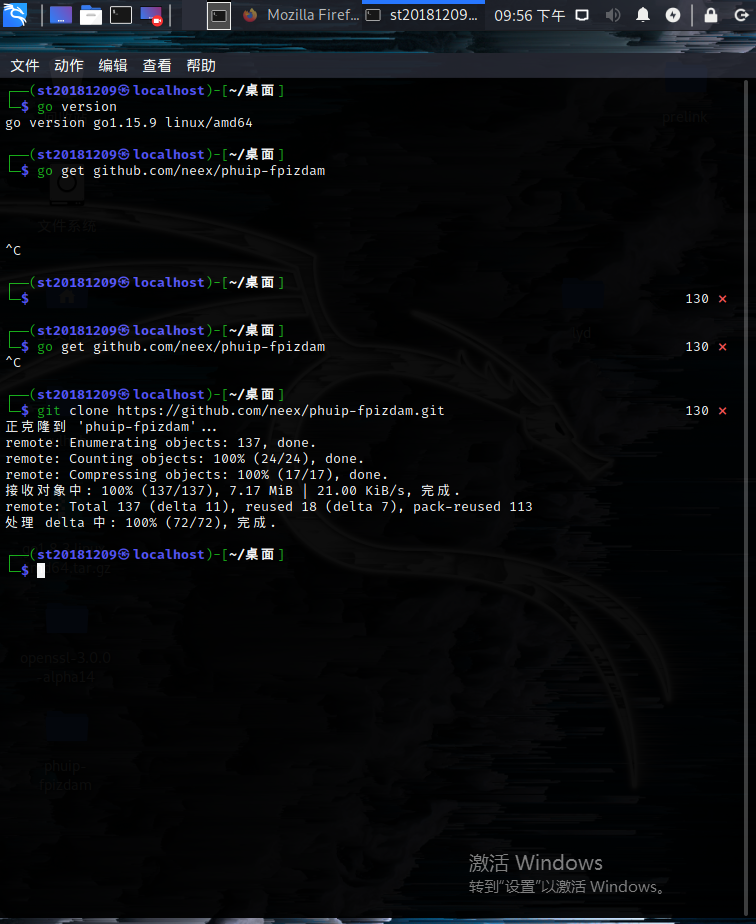 Mozilla Firef... st20181209... 09:56 下午
文件 动作 编辑 查看 帮助
┌──(st20181209㉿localhost)-[~/桌面]
└─$ go version
go version go1.15.9 linux/amd64
┌──(st20181209㉿localhost)-[~/桌面]
└─$ go get github.com/neex/phuip-fpizdam
^C
┌──(st20181209㉿localhost)-[~/桌面]
└─$ 130 ⨯
┌──(st20181209㉿localhost)-[~/桌面]
└─$ go get github.com/neex/phuip-fpizdam 130 ⨯
^C
┌──(st20181209㉿localhost)-[~/桌面]
└─$ git clone https://github.com/neex/phuip-fpizdam.git 130 ⨯
正克隆到 'phuip-fpizdam'...
remote: Enumerating objects: 137, done.
remote: Counting objects: 100% (24/24), done.
remote: Compressing objects: 100% (17/17), done.
接收对象中: 100% (137/137), 7.17 MiB | 21.00 KiB/s, 完成.
remote: Total 137 (delta 11), reused 18 (delta 7), pack-reused 113
处理 delta 中: 100% (72/72), 完成.
┌──(st20181209㉿localhost)-[~/桌面]
└─$
prelink
文件系统
openssl-3.0.0
-alpha14
phuip-
fpizdam
激活 Windows
转到"设置"以激活 Windows。